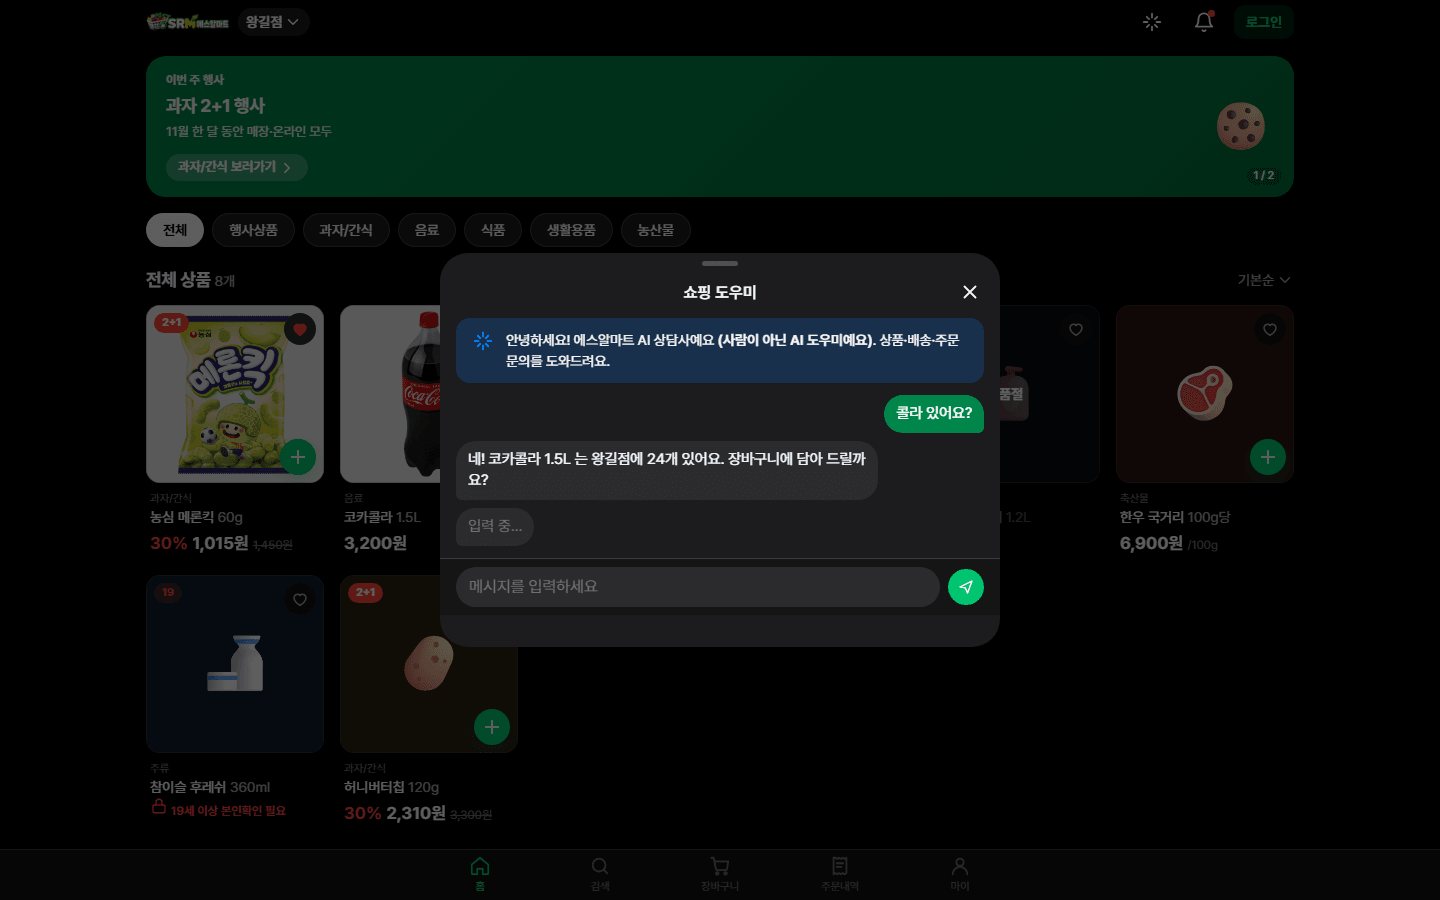 SRM에스알마트
왕길점
로그인
이번 주 행사
과자 2+1 행사
11월 한 달 동안 매장·온라인 모두
과자/간식 보러가기
1 / 2
전체
행사상품
과자/간식
음료
식품
생활용품
농산물
전체 상품 8개
기본순
쇼핑 도우미
안녕하세요! 에스알마트 AI 상담사예요 (사람이 아닌 AI 도우미예요). 상품·배송·주문
문의를 도와드려요.
콜라 있어요?
네! 코카콜라 1.5L 는 왕길점에 24개 있어요. 장바구니에 담아 드릴까
요?
입력 중...
메시지를 입력하세요
2+1
농심
메론킥
과자/간식
농심 메론킥 60g
30% 1,015원 1,450원
Coca-Co
음료
코카콜라 1.5L
3,200원
품절
1.2L
축산물
한우 국거리 100g당
6,900원 /100g
19
주류
참이슬 후레쉬 360ml
19세 이상 본인확인 필요
2+1
과자/간식
허니버터칩 120g
30% 2,310원 3,300원
홈
검색
장바구니
주문내역
마이